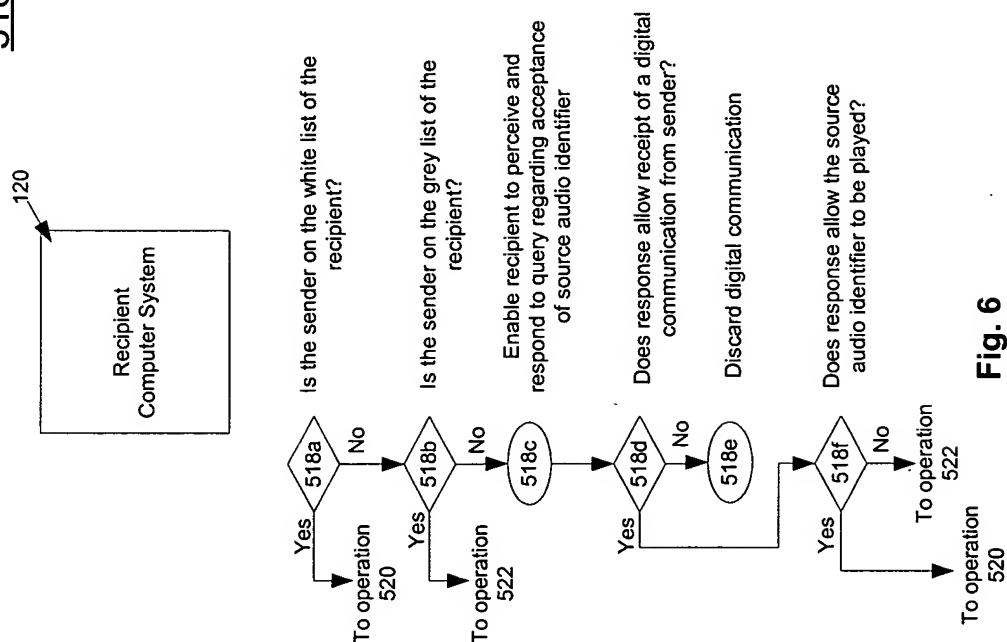 518
120
Recipient
Computer System
518a
Is the sender on the white list of the
recipient?
Yes
No
To operation
520
518b
Is the sender on the grey list of the
recipient?
Yes
No
To operation
522
518c
Enable recipient to perceive and
respond to query regarding acceptance
of source audio identifier
518d
Does response allow receipt of a digital
communication from sender?
Yes
No
518e
Discard digital communication
518f
Does response allow the source
audio identifier to be played?
Yes
No
To operation
522
To operation
520
Fig. 6